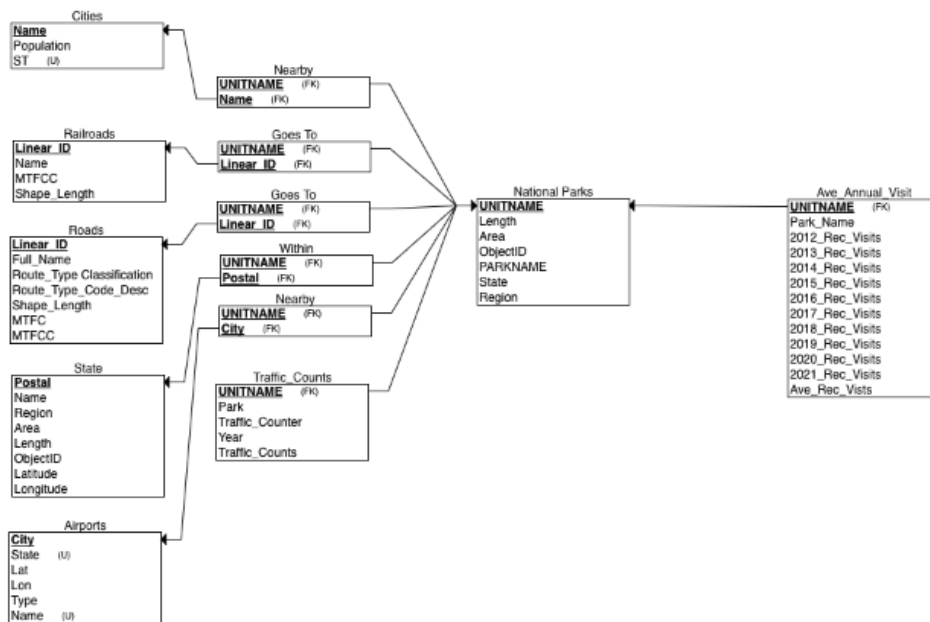 Cities
Name
Population
ST (U)
Nearby
UNITNAME (FK)
Name (FK)
Railroads
Linear_ID
Name
MTFCC
Shape_Length
Goes To
UNITNAME (FK)
Linear_ID (FK)
Goes To
UNITNAME (FK)
Linear_ID (FK)
Roads
Linear_ID
Full_Name
Route_Type Classification
Route_Type_Code_Desc
Shape_Length
MTFC
MTFCC
Within
UNITNAME (FK)
Postal (FK)
Nearby
UNITNAME (FK)
City (FK)
State
Postal
Name
Region
Area
Length
ObjectID
Latitude
Longitude
Traffic_Counts
UNITNAME (FK)
Park
Traffic_Counter
Year
Traffic_Counts
Airports
City
State (U)
Lat
Lon
Type
Name (U)
National Parks
UNITNAME
Length
Area
ObjectID
PARKNAME
State
Region
Ave_Annual_Visit
UNITNAME (FK)
Park_Name
2012_Rec_Visits
2013_Rec_Visits
2014_Rec_Visits
2015_Rec_Visits
2016_Rec_Visits
2017_Rec_Visits
2018_Rec_Visits
2019_Rec_Visits
2020_Rec_Visits
2021_Rec_Visits
Ave_Rec_Vists